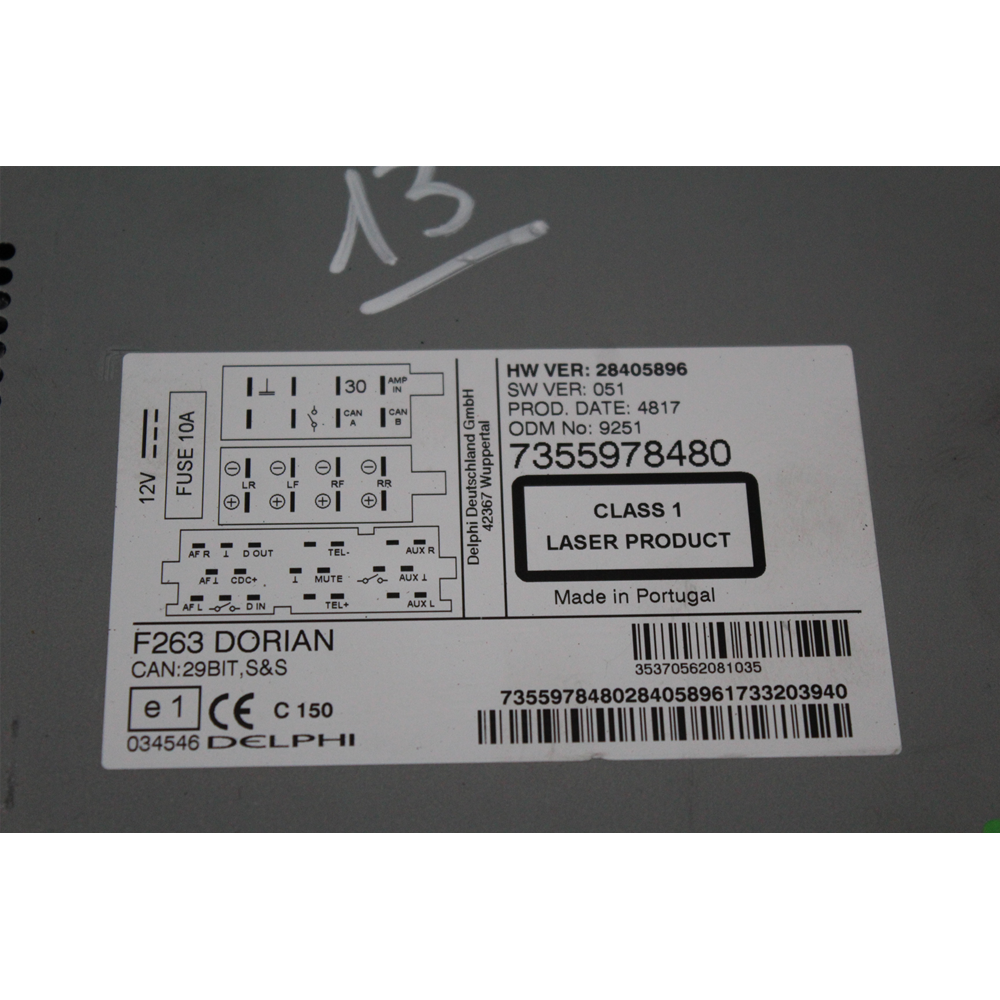 13
12V
FUSE 10A
30 AMP IN
CAN A CAN B
LR LF RF RR
AF R D OUT TEL- AUX R
AF CDC+ MUTE AUX
AF L D IN TEL+ AUX L
Delphi Deutschland GmbH
42367 Wuppertal
HW VER: 28405896
SW VER: 051
PROD. DATE: 4817
ODM No: 9251
7355978480
CLASS 1
LASER PRODUCT
Made in Portugal
F263 DORIAN
CAN:29BIT,S&S
e 1 CE C 150
034546 DELPHI
35370562081035
7355978480284058961733203940